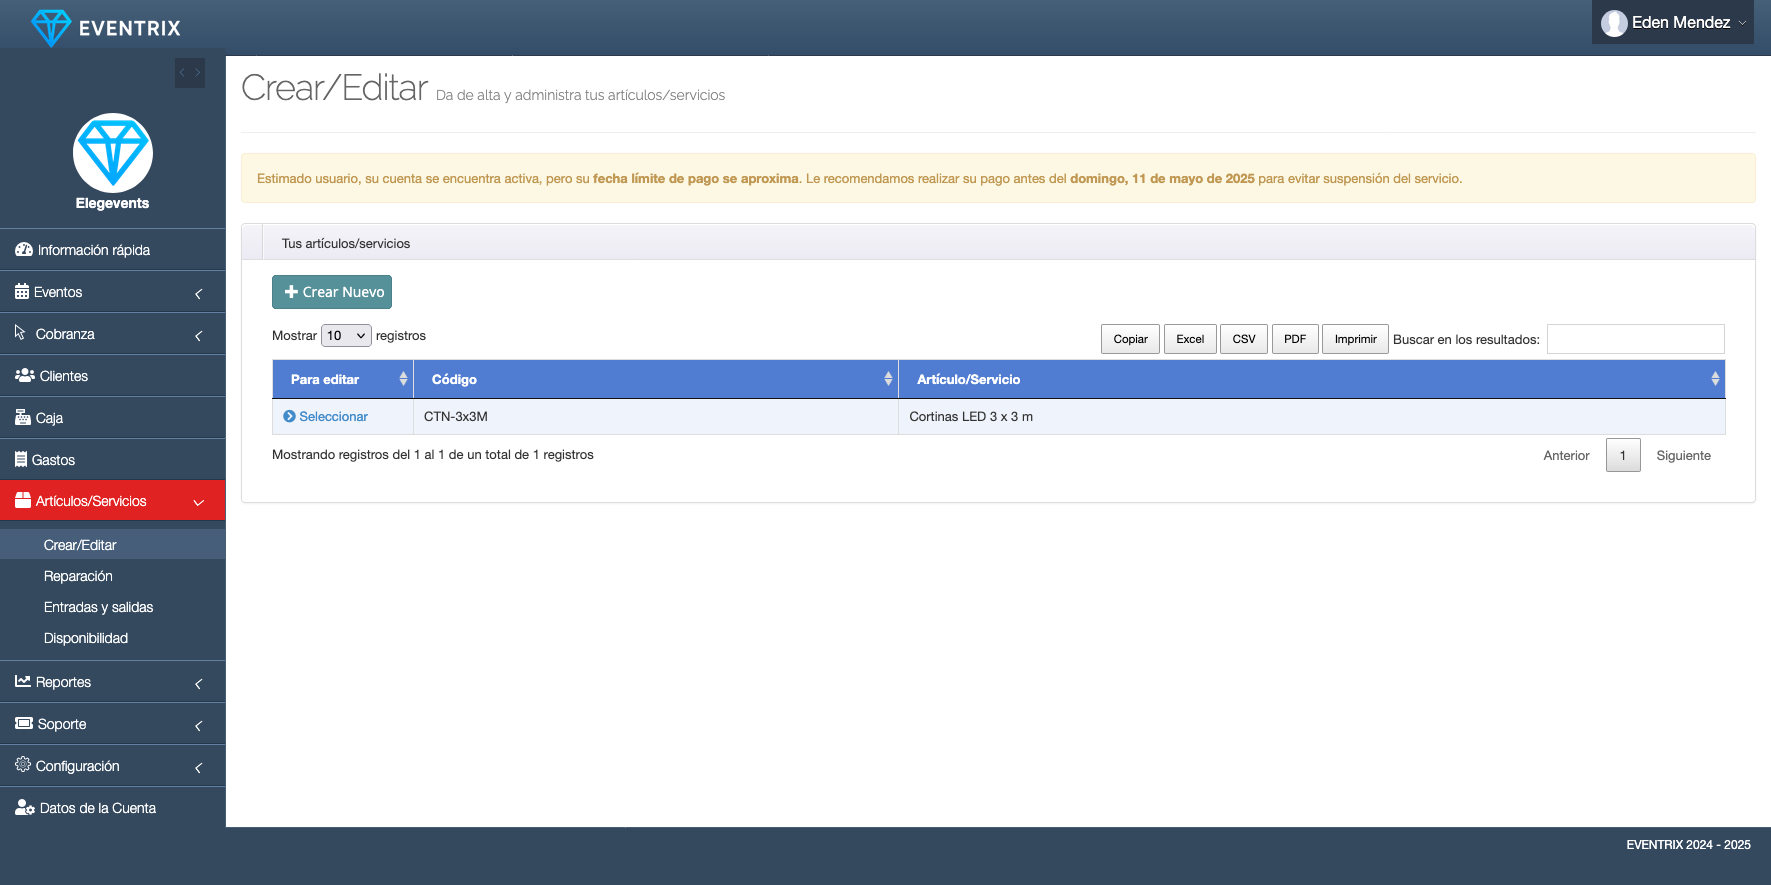 EVENTRIX
Eden Mendez
Elegevents
Información rápida
Eventos
Cobranza
Clientes
Caja
Gastos
Artículos/Servicios
Crear/Editar
Reparación
Entradas y salidas
Disponibilidad
Reportes
Soporte
Configuración
Datos de la Cuenta
Crear/Editar Da de alta y administra tus artículos/servicios
Estimado usuario, su cuenta se encuentra activa, pero su fecha límite de pago se aproxima. Le recomendamos realizar su pago antes del domingo, 11 de mayo de 2025 para evitar suspensión del servicio.
Tus artículos/servicios
Crear Nuevo
Mostrar 10 registros
Copiar Excel CSV PDF Imprimir Buscar en los resultados:
Para editar Código Artículo/Servicio
Seleccionar CTN-3x3M Cortinas LED 3 x 3 m
Mostrando registros del 1 al 1 de un total de 1 registros
Anterior 1 Siguiente
EVENTRIX 2024 - 2025